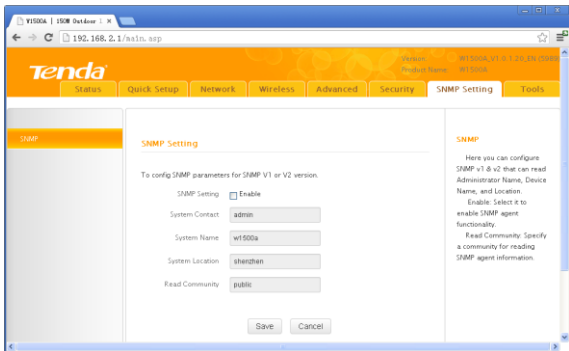 W1500A | 150M Outdoor
192.168.2.1/main.asp
Tenda
Version W1500A_V1.0.1.20_EN
Product Name W1500A
Status Quick Setup Network Wireless Advanced Security SNMP Setting Tools
SNMP
SNMP Setting
To config SNMP parameters for SNMP V1 or V2 version.
SNMP Setting Enable
System Contact admin
System Name w1500a
System Location shenzhen
Read Community public
Save Cancel
SNMP
Here you can configure
SNMP v1 & v2 that can read
Administrator Name, Device
Name, and Location.
Enable: Select it to
enable SNMP agent
functionality.
Read Community: Specify
a community for reading
SNMP agent information.